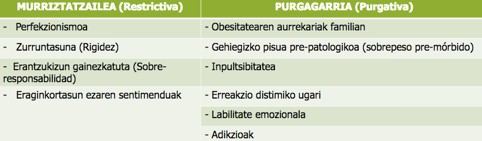 MURRIZTATZAILEA (Restrictiva)
PURGAGARRIA (Purgativa)
- Perfekzionismoa
- Obesitatearen aurrekariak familian
- Zurruntasuna (Rigidez)
- Gehiegizko pisua pre-patologikoa (sobrepeso pre-mórbido)
- Erantzukizun gainezkatuta (Sobre-
responsabilidad)
- Inpultsibitatea
- Eraginkortasun ezaren sentimenduak
- Erreakzio distimiko ugari
- Labilitate emozionala
- Adikzioak